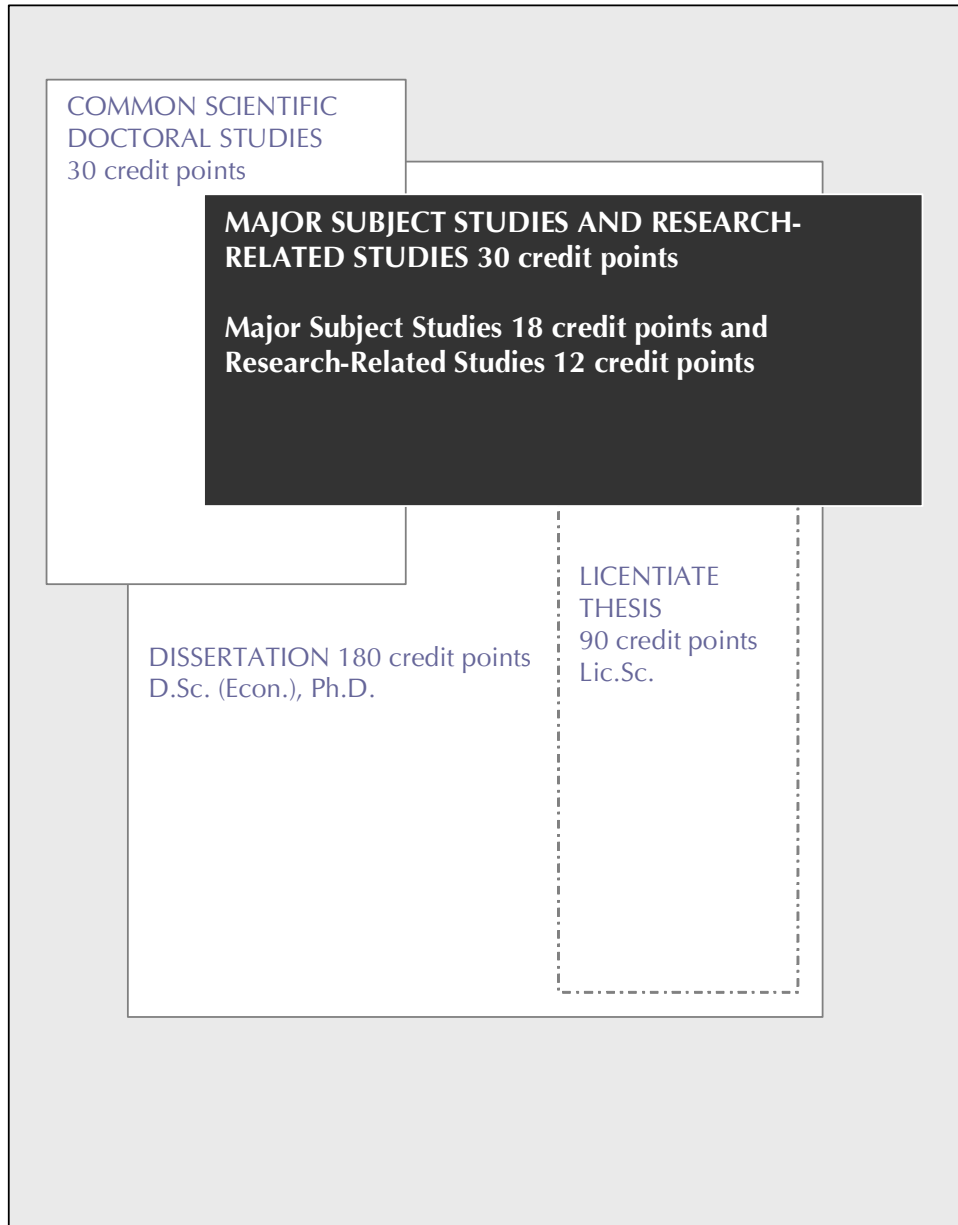 COMMON SCIENTIFIC
DOCTORAL STUDIES
30 credit points
MAJOR SUBJECT STUDIES AND RESEARCH-
RELATED STUDIES 30 credit points
Major Subject Studies 18 credit points and
Research-Related Studies 12 credit points
LICENTIATE
THESIS
90 credit points
Lic.Sc.
DISSERTATION 180 credit points
D.Sc. (Econ.), Ph.D.